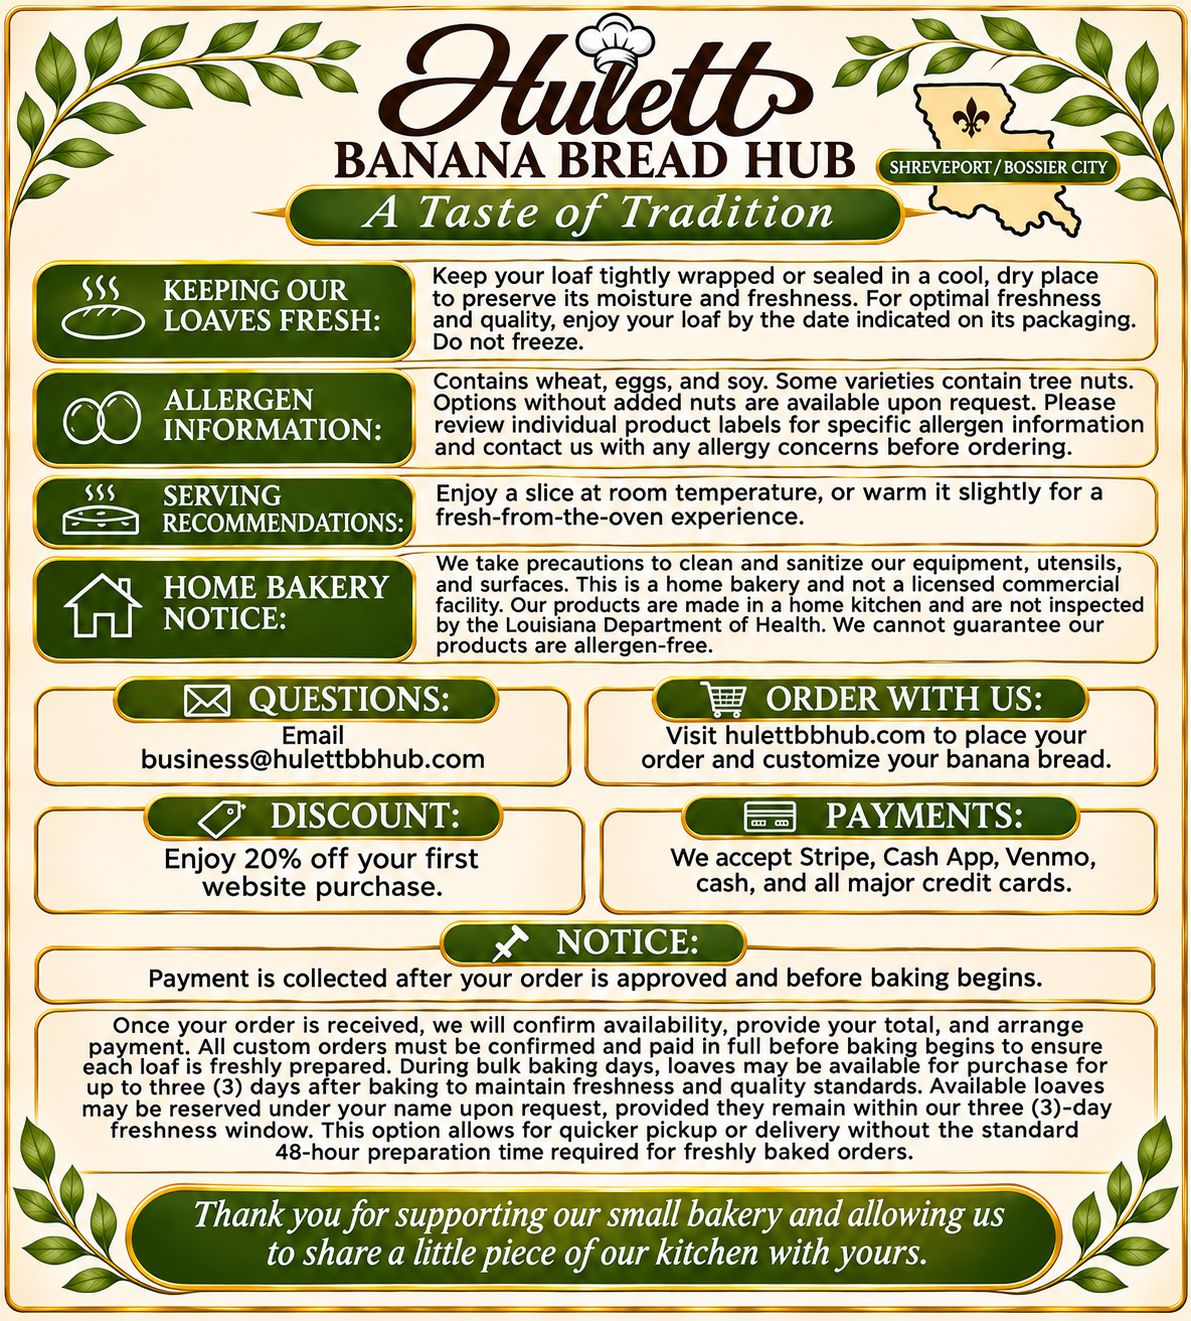 Hulett
BANANA BREAD HUB
SHREVEPORT / BOSSIER CITY
A Taste of Tradition
KEEPING OUR
LOAVES FRESH:
Keep your loaf tightly wrapped or sealed in a cool, dry place
to preserve its moisture and freshness. For optimal freshness
and quality, enjoy your loaf by the date indicated on its packaging.
Do not freeze.
ALLERGEN
INFORMATION:
Contains wheat, eggs, and soy. Some varieties contain tree nuts.
Options without added nuts are available upon request. Please
review individual product labels for specific allergen information
and contact us with any allergy concerns before ordering.
SERVING
RECOMMENDATIONS:
Enjoy a slice at room temperature, or warm it slightly for a
fresh-from-the-oven experience.
HOME BAKERY
NOTICE:
We take precautions to clean and sanitize our equipment, utensils,
and surfaces. This is a home bakery and not a licensed commercial
facility. Our products are made in a home kitchen and are not inspected
by the Louisiana Department of Health. We cannot guarantee our
products are allergen-free.
QUESTIONS:
Email
business@hulettbbhub.com
ORDER WITH US:
Visit hulettbbhub.com to place your
order and customize your banana bread.
DISCOUNT:
Enjoy 20% off your first
website purchase.
PAYMENTS:
We accept Stripe, Cash App, Venmo,
cash, and all major credit cards.
NOTICE:
Payment is collected after your order is approved and before baking begins.
Once your order is received, we will confirm availability, provide your total, and arrange
payment. All custom orders must be confirmed and paid in full before baking begins to ensure
each loaf is freshly prepared. During bulk baking days, loaves may be available for purchase for
up to three (3) days after baking to maintain freshness and quality standards. Available loaves
may be reserved under your name upon request, provided they remain within our three (3)-day
freshness window. This option allows for quicker pickup or delivery without the standard
48-hour preparation time required for freshly baked orders.
Thank you for supporting our small bakery and allowing us
to share a little piece of our kitchen with yours.